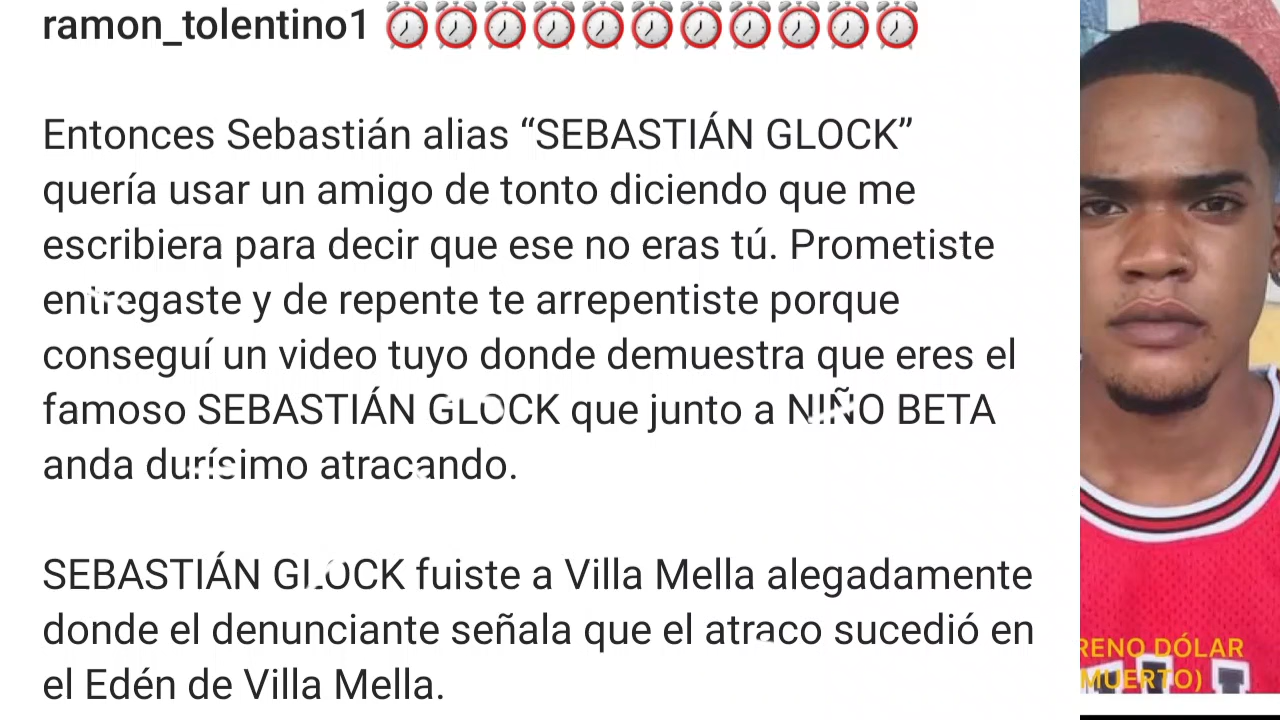 ramon_tolentino1 ⏰⏰⏰⏰⏰⏰⏰⏰⏰⏰⏰
Entonces Sebastián alias “SEBASTIÁN GLOCK”
quería usar un amigo de tonto diciendo que me
escribiera para decir que ese no eras tú. Prometiste
entregaste y de repente te arrepentiste porque
conseguí un video tuyo donde demuestra que eres el
famoso SEBASTIÁN GLOCK que junto a NIÑO BETA
anda durísimo atracando.
SEBASTIÁN GLOCK fuiste a Villa Mella alegadamente
donde el denunciante señala que el atraco sucedió en
el Edén de Villa Mella.
RENO DÓLAR
MUERTO)